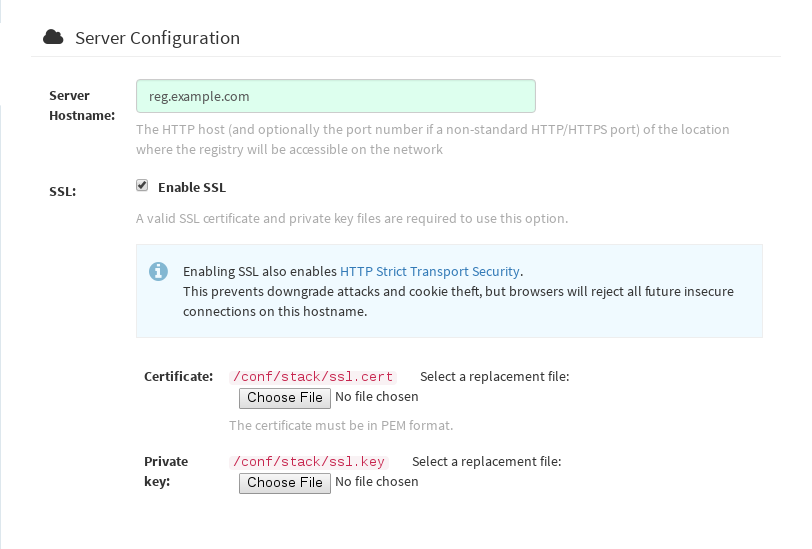 Server Configuration
Server
Hostname:
reg.example.com
The HTTP host (and optionally the port number if a non-standard HTTP/HTTPS port) of the location
where the registry will be accessible on the network
SSL:
Enable SSL
A valid SSL certificate and private key files are required to use this option.
Enabling SSL also enables HTTP Strict Transport Security.
This prevents downgrade attacks and cookie theft, but browsers will reject all future insecure
connections on this hostname.
Certificate: /conf/stack/ssl.cert Select a replacement file:
Choose File No file chosen
The certificate must be in PEM format.
Private
key:
/conf/stack/ssl.key Select a replacement file:
Choose File No file chosen